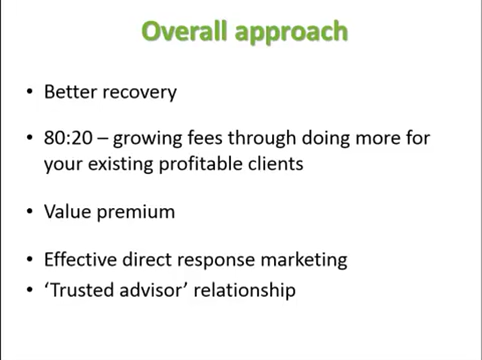 Overall approach
• Better recovery
• 80:20 – growing fees through doing more for
your existing profitable clients
• Value premium
• Effective direct response marketing
• ‘Trusted advisor’ relationship